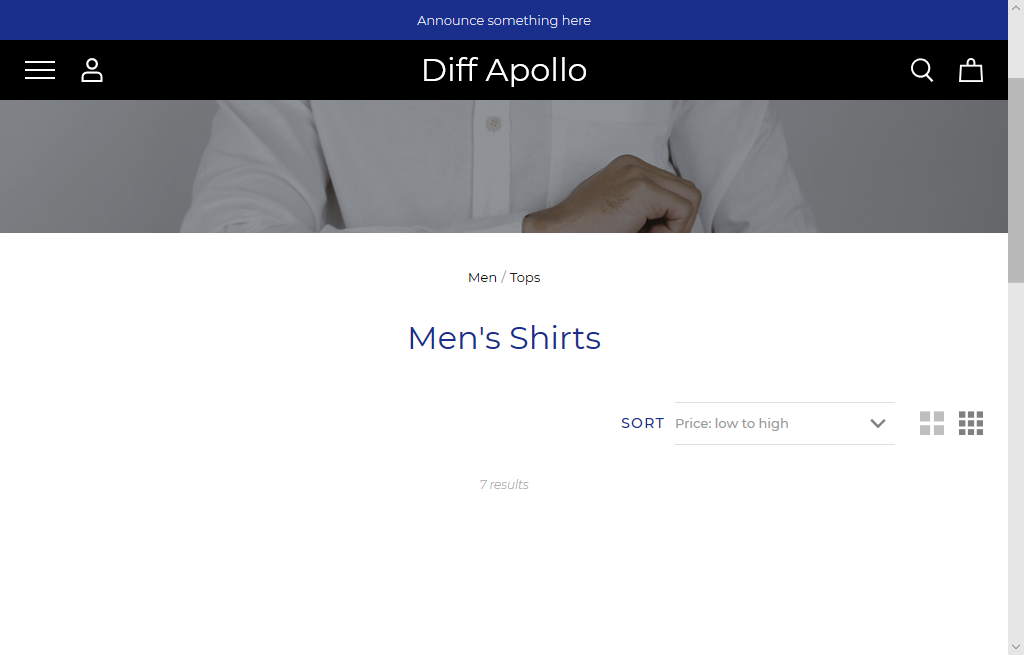 Announce something here
Diff Apollo
Men / Tops
Men's Shirts
SORT Price: low to high
7 results